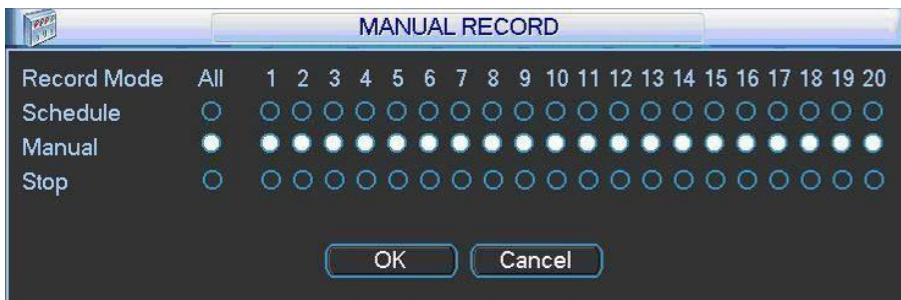 MANUAL RECORD
Record Mode All 1 2 3 4 5 6 7 8 9 10 11 12 13 14 15 16 17 18 19 20
Schedule
Manual
Stop
OK Cancel